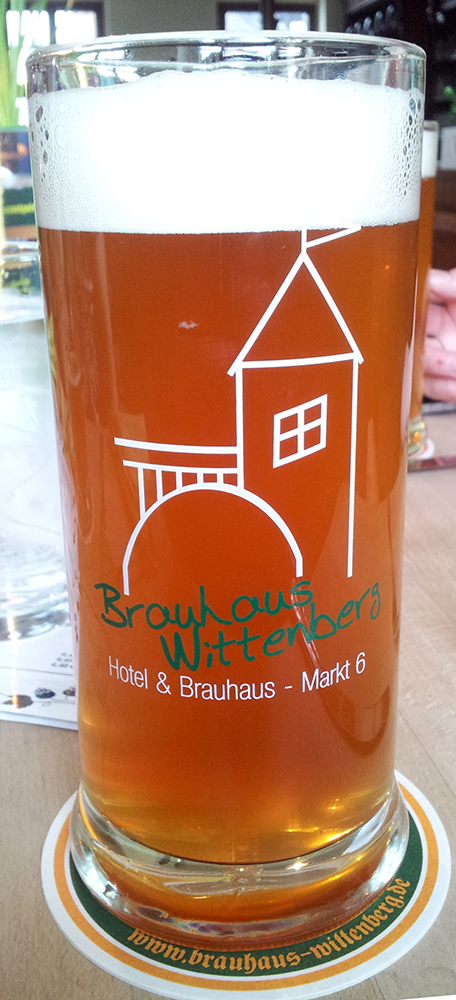 Brauhaus
Wittenberg
Hotel & Brauhaus - Markt 6
www.brauhaus-wittenberg.de